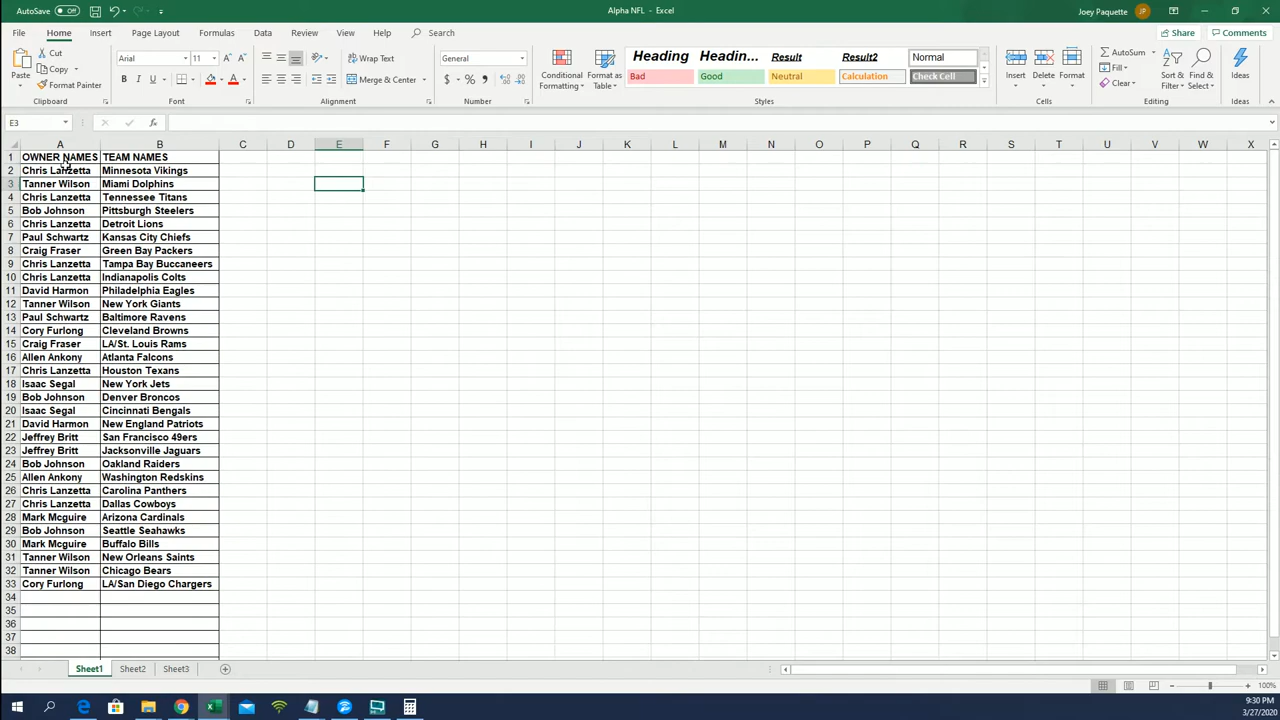 AutoSave Off
Alpha NFL - Excel
Joey Paquette JP
File Home Insert Page Layout Formulas Data Review View Help Search
Share Comments
Paste
Cut
Copy
Format Painter
Clipboard
Arial 11
B I U
Font
Wrap Text
Merge & Center
Alignment
General
$ % ,
Number
Conditional Formatting
Format as Table
Heading Headin... Result Result2 Normal
Bad Good Neutral Calculation Check Cell
Styles
Insert Delete Format
Cells
AutoSum
Fill
Clear
Sort & Filter
Find & Select
Editing
Ideas
Ideas
E3 fx
A B C D E F G H I J K L M N O P Q R S T U V W X
1 OWNER NAMES TEAM NAMES
2 Chris Lanzetta Minnesota Vikings
3 Tanner Wilson Miami Dolphins
4 Chris Lanzetta Tennessee Titans
5 Bob Johnson Pittsburgh Steelers
6 Chris Lanzetta Detroit Lions
7 Paul Schwartz Kansas City Chiefs
8 Craig Fraser Green Bay Packers
9 Chris Lanzetta Tampa Bay Buccaneers
10 Chris Lanzetta Indianapolis Colts
11 David Harmon Philadelphia Eagles
12 Tanner Wilson New York Giants
13 Paul Schwartz Baltimore Ravens
14 Cory Furlong Cleveland Browns
15 Craig Fraser LA/St. Louis Rams
16 Allen Ankony Atlanta Falcons
17 Chris Lanzetta Houston Texans
18 Isaac Segal New York Jets
19 Bob Johnson Denver Broncos
20 Isaac Segal Cincinnati Bengals
21 David Harmon New England Patriots
22 Jeffrey Britt San Francisco 49ers
23 Jeffrey Britt Jacksonville Jaguars
24 Bob Johnson Oakland Raiders
25 Allen Ankony Washington Redskins
26 Chris Lanzetta Carolina Panthers
27 Chris Lanzetta Dallas Cowboys
28 Mark Mcguire Arizona Cardinals
29 Bob Johnson Seattle Seahawks
30 Mark Mcguire Buffalo Bills
31 Tanner Wilson New Orleans Saints
32 Tanner Wilson Chicago Bears
33 Cory Furlong LA/San Diego Chargers
34
35
36
37
38
Sheet1 Sheet2 Sheet3
100%
9:30 PM
3/27/2020